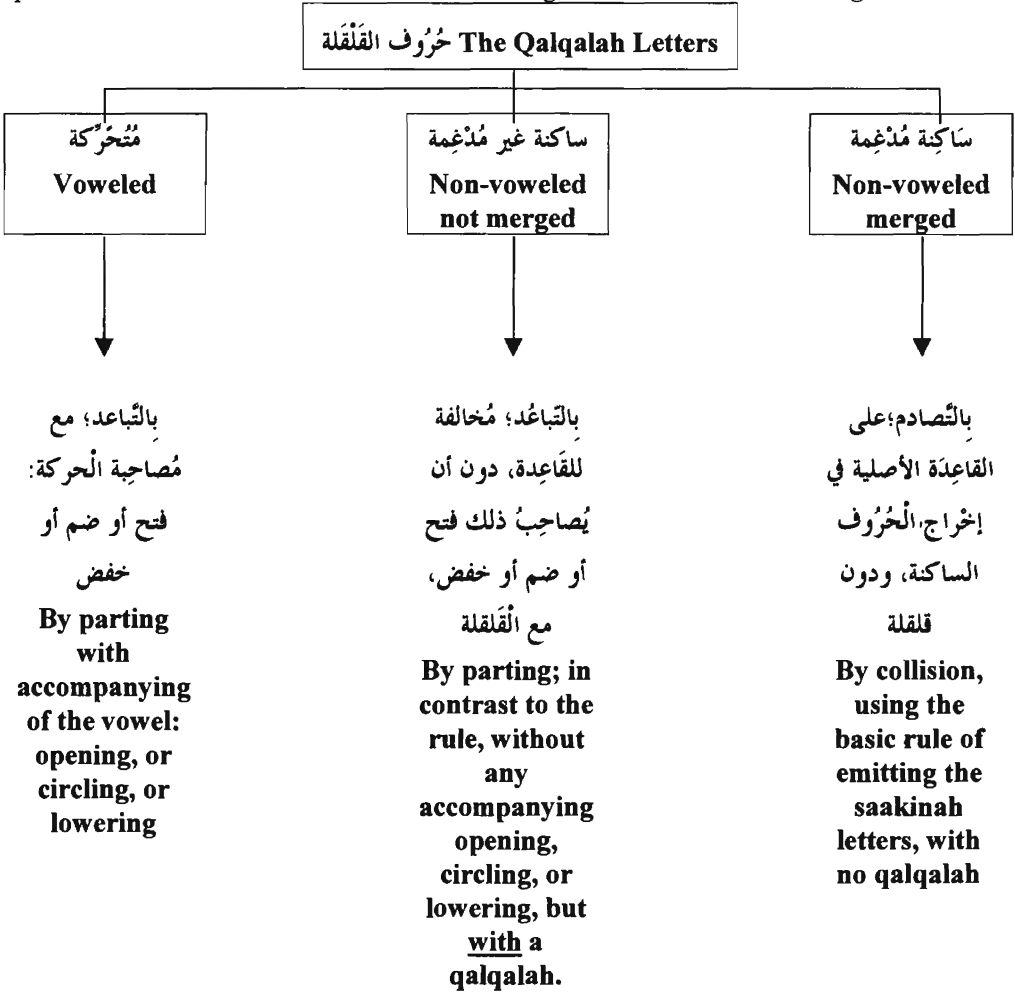 حُرُوف القَلْقَلة The Qalqalah Letters
مُتُحَرِّكة
Voweled
ساكنة غير مُدْغِمة
Non-voweled
not merged
سَاكِنة مُدْغِمة
Non-voweled
merged
بِالتَّباعد؛ مع
مُصاحِبة الْحركة:
فتح أو ضم أو
خفض
By parting
with
accompanying
of the vowel:
opening, or
circling, or
lowering
بِالتّباعُد؛ مُخالفة
للقَاعِدة، دون أن
يُصاحِبُ ذلك فتح
أو ضم أو خفض،
مع الْقَلقلة
By parting; in
contrast to the
rule, without
any
accompanying
opening,
circling, or
lowering, but
with a
qalqalah.
بِالتَّصادم؛على
القاعِدَة الأصلية في
إخْراج الْحُرُوف
الساكنة، ودون
قلقلة
By collision,
using the
basic rule of
emitting the
saakinah
letters, with
no qalqalah